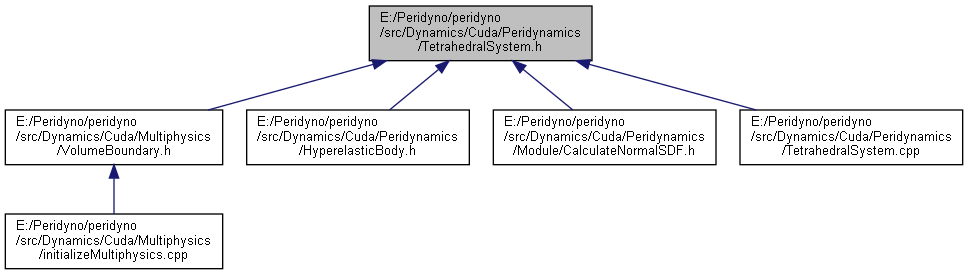 E:/Peridyno/peridyno
/src/Dynamics/Cuda/Peridynamics
/TetrahedralSystem.h
E:/Peridyno/peridyno
/src/Dynamics/Cuda/Multiphysics
/VolumeBoundary.h
E:/Peridyno/peridyno
/src/Dynamics/Cuda/Peridynamics
/HyperelasticBody.h
E:/Peridyno/peridyno
/src/Dynamics/Cuda/Peridynamics
/Module/CalculateNormalSDF.h
E:/Peridyno/peridyno
/src/Dynamics/Cuda/Peridynamics
/TetrahedralSystem.cpp
E:/Peridyno/peridyno
/src/Dynamics/Cuda/Multiphysics
/initializeMultiphysics.cpp